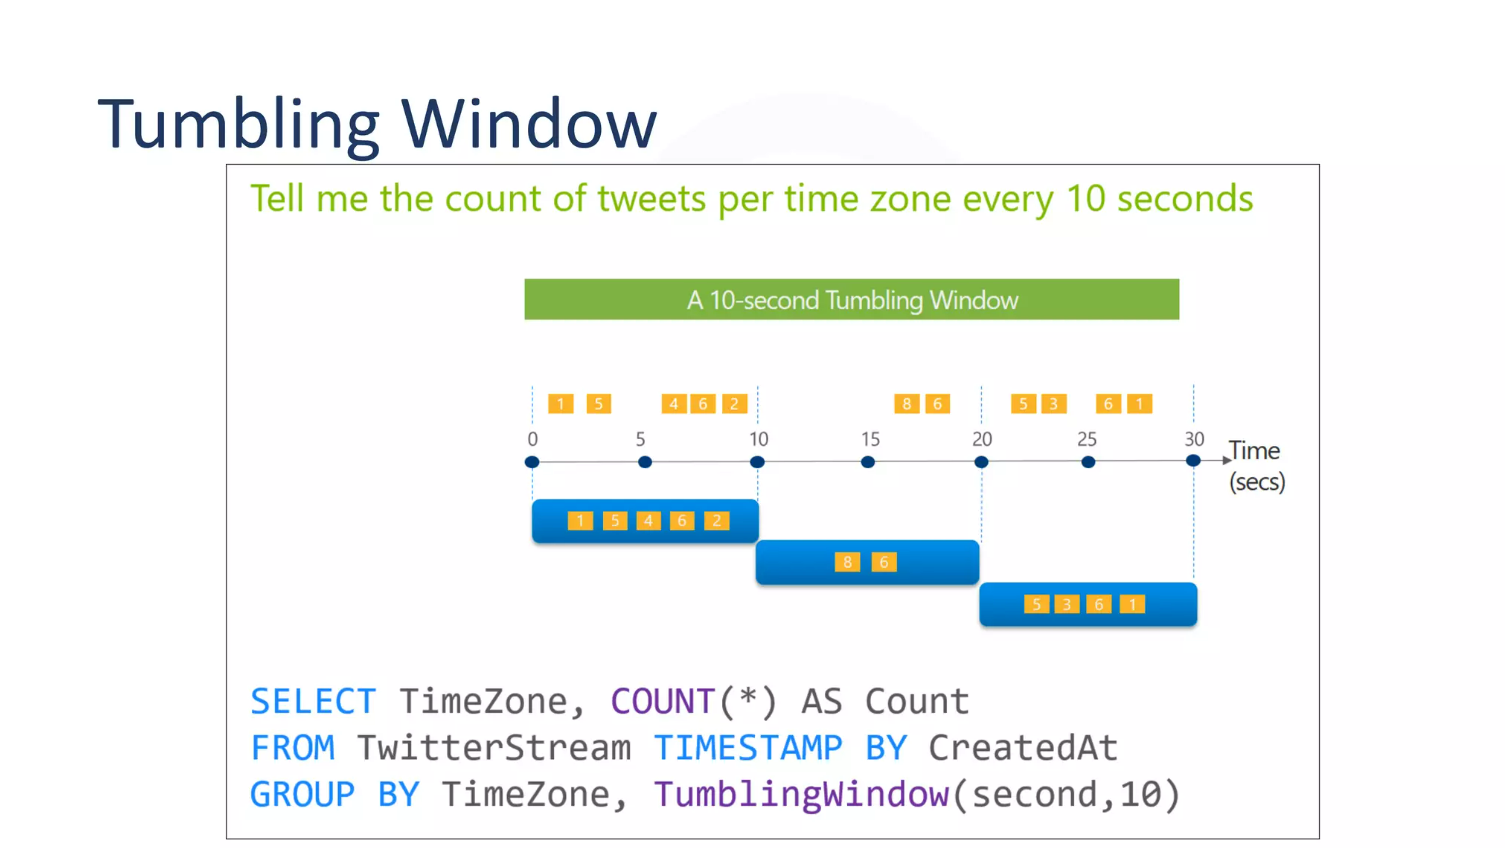 Tumbling Window
Tell me the count of tweets per time zone every 10 seconds
A 10-second Tumbling Window
1 5 4 6 2 8 6 5 3 6 1
0 5 10 15 20 25 30 Time
(secs)
1 5 4 6 2
8 6
5 3 6 1
SELECT TimeZone, COUNT(*) AS Count
FROM TwitterStream TIMESTAMP BY CreatedAt
GROUP BY TimeZone, TumblingWindow(second,10)